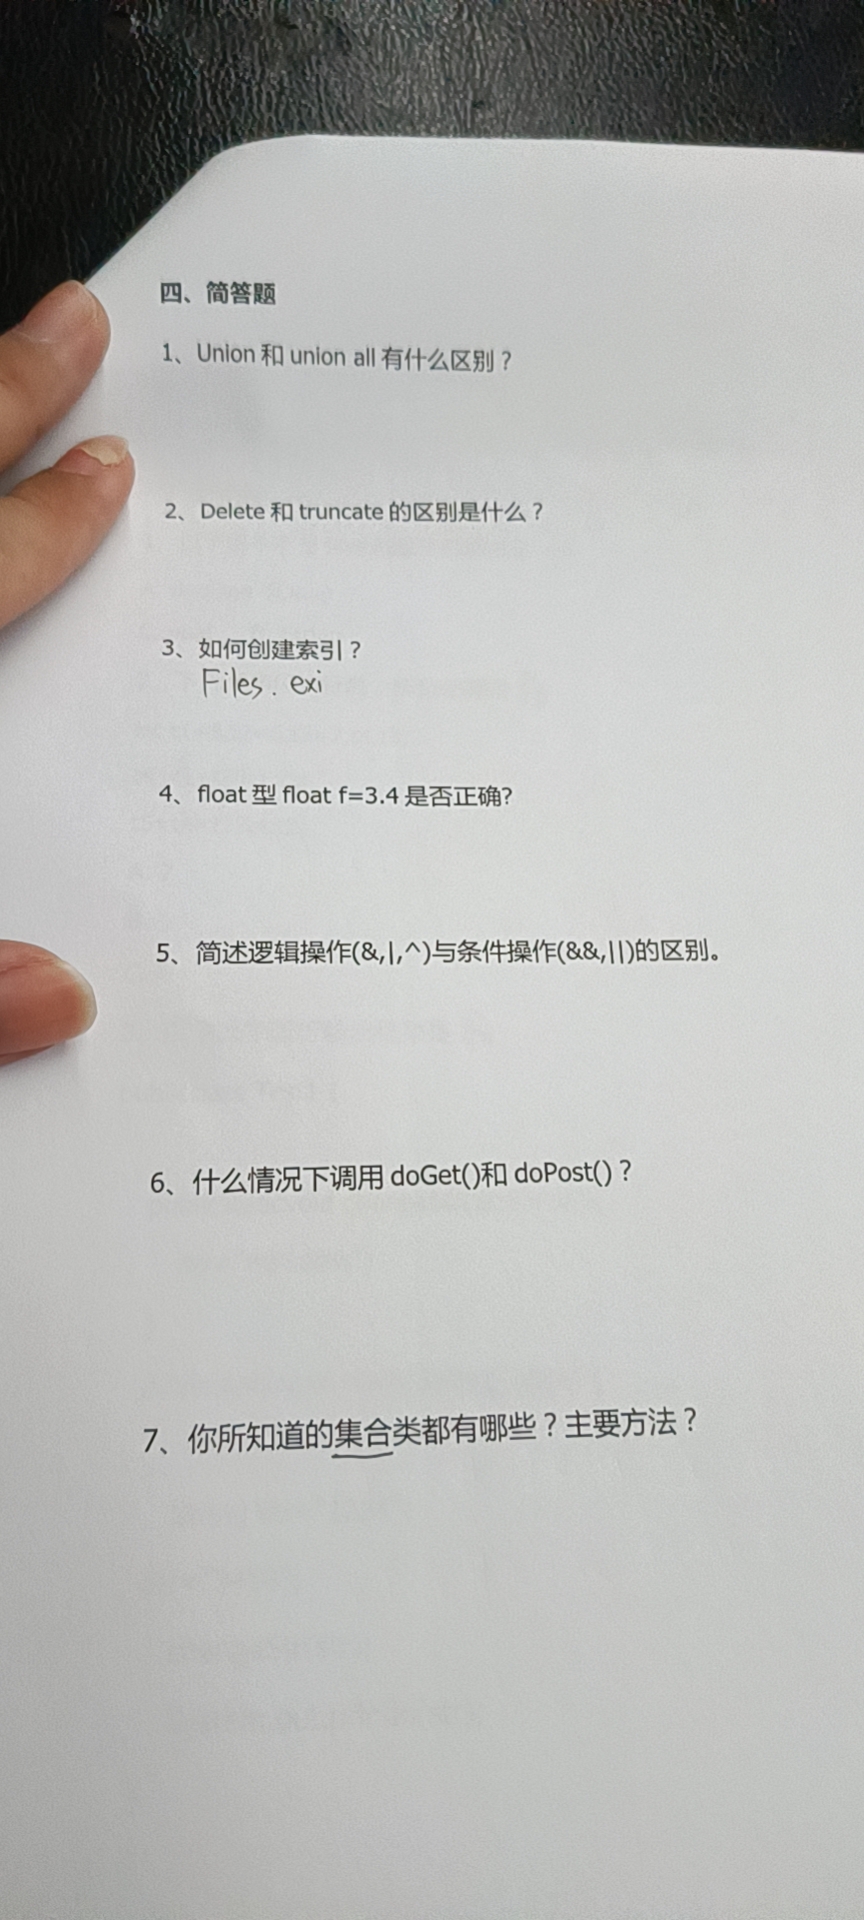 四、简答题
1、Union 和 union all 有什么区别？
2、Delete 和 truncate 的区别是什么？
3、如何创建索引？
Files. exi
4、float 型 float f=3.4 是否正确?
5、简述逻辑操作(&,|,^)与条件操作(&&,||)的区别。
6、什么情况下调用 doGet()和 doPost()？
7、你所知道的集合类都有哪些？主要方法？